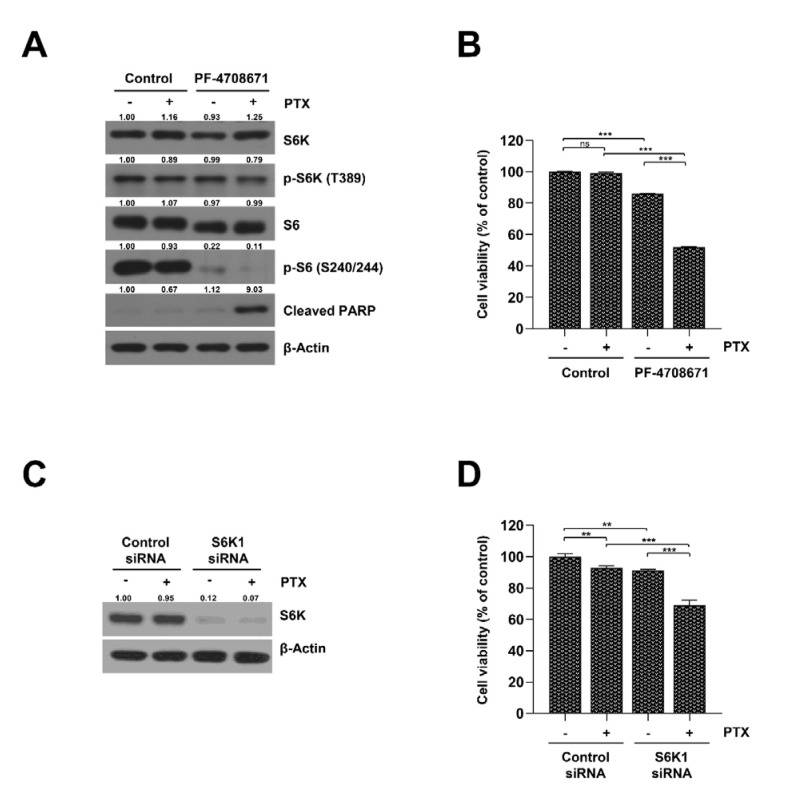 A
Control PF-4708671
- + - + PTX
1.00 1.16 0.93 1.25
S6K
1.00 0.89 0.99 0.79
p-S6K (T389)
1.00 1.07 0.97 0.99
S6
1.00 0.93 0.22 0.11
p-S6 (S240/244)
1.00 0.67 1.12 9.03
Cleaved PARP
β-Actin
B
Cell viability (% of control)
120
100
80
60
40
20
0
***
ns ***
***
- + - + PTX
Control PF-4708671
C
Control S6K1
siRNA siRNA
- + - + PTX
1.00 0.95 0.12 0.07
S6K
β-Actin
D
Cell viability (% of control)
120
100
80
60
40
20
0
**
** ***
***
- + - + PTX
Control S6K1
siRNA siRNA